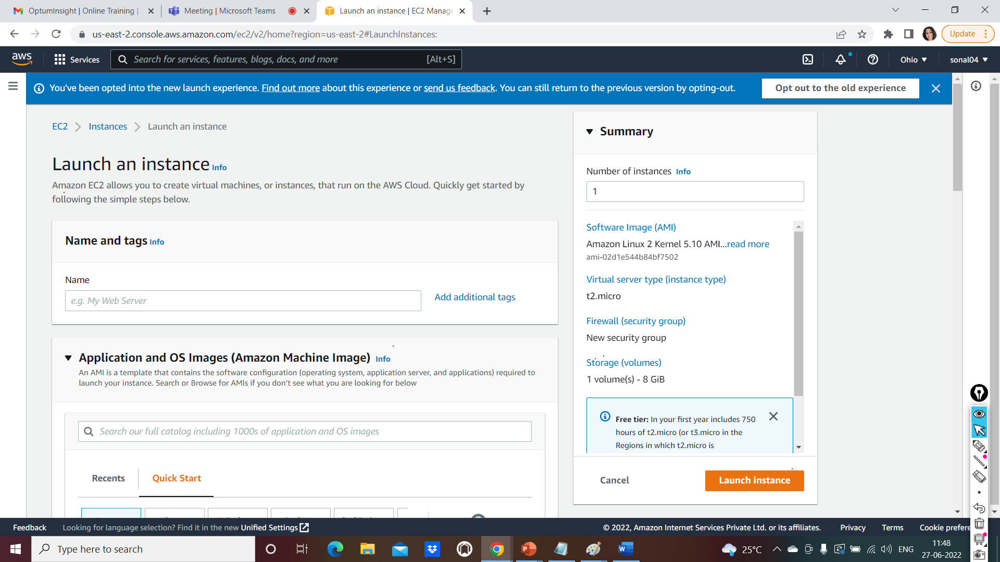 OptumInsight | Online Training |
Meeting | Microsoft Teams
Launch an instance | EC2 Manage
us-east-2.console.aws.amazon.com/ec2/v2/home?region=us-east-2#LaunchInstances:
Update
aws
Services
Search for services, features, blogs, docs, and more
[Alt+S]
Ohio
sonal04
You've been opted into the new launch experience. Find out more about this experience or send us feedback. You can still return to the previous version by opting-out.
Opt out to the old experience
EC2
Instances
Launch an instance
Launch an instance Info
Amazon EC2 allows you to create virtual machines, or instances, that run on the AWS Cloud. Quickly get started by
following the simple steps below.
Name and tags Info
Name
e.g. My Web Server
Add additional tags
Application and OS Images (Amazon Machine Image) Info
An AMI is a template that contains the software configuration (operating system, application server, and applications) required to
launch your instance. Search or Browse for AMIs if you don't see what you are looking for below
Search our full catalog including 1000s of application and OS images
Recents
Quick Start
Summary
Number of instances Info
1
Software Image (AMI)
Amazon Linux 2 Kernel 5.10 AMI...read more
ami-02d1e544b84bf7502
Virtual server type (instance type)
t2.micro
Firewall (security group)
New security group
Storage (volumes)
1 volume(s) - 8 GiB
Free tier: In your first year includes 750
hours of t2.micro (or t3.micro in the
Regions in which t2.micro is
Cancel
Launch instance
Feedback
Looking for language selection? Find it in the new Unified Settings
© 2022, Amazon Internet Services Private Ltd. or its affiliates.
Privacy
Terms
Cookie prefere
Type here to search
25°C
ENG
11:48
27-06-2022